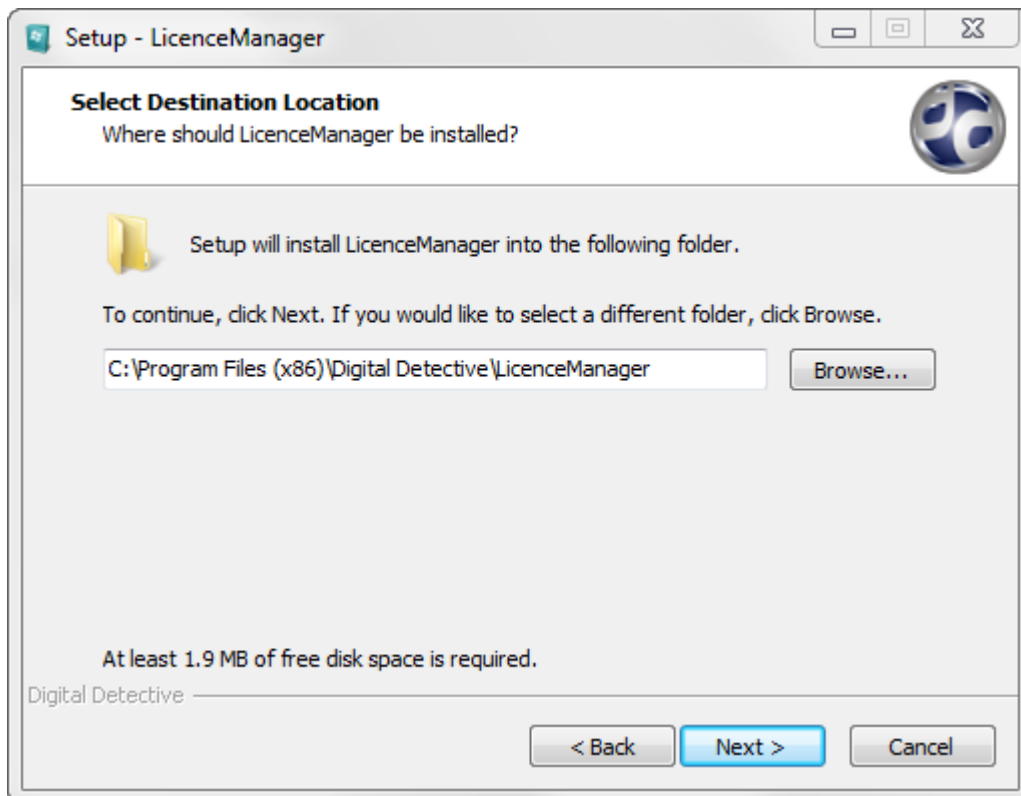 Setup - LicenceManager
Select Destination Location
Where should LicenceManager be installed?
Setup will install LicenceManager into the following folder.
To continue, click Next. If you would like to select a different folder, click Browse.
C:\Program Files (x86)\Digital Detective\LicenceManager
Browse...
At least 1.9 MB of free disk space is required.
Digital Detective
< Back
Next >
Cancel